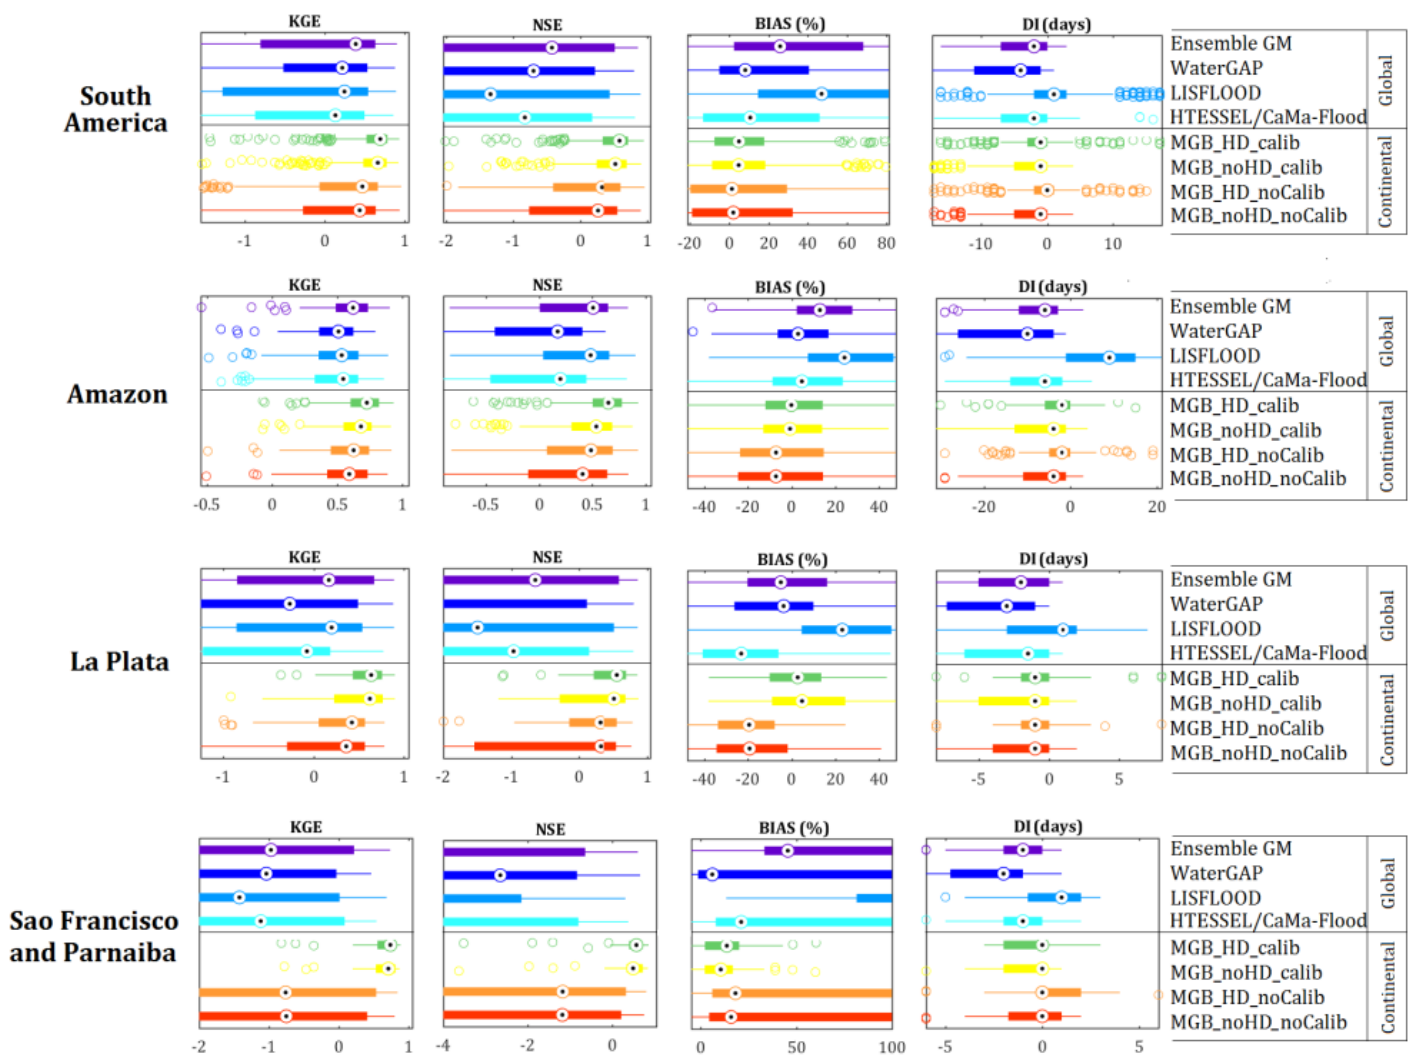 KGE NSE BIAS (%) DI (days)
South
America
Ensemble GM
WaterGAP
LISFLOOD
HTESSEL/CaMa-Flood
MGB_HD_calib
MGB_noHD_calib
MGB_HD_noCalib
MGB_noHD_noCalib
Global
Continental
-1 0 1 -2 -1 0 1 -20 0 20 40 60 80 -10 0 10
KGE NSE BIAS (%) DI (days)
Amazon
Ensemble GM
WaterGAP
LISFLOOD
HTESSEL/CaMa-Flood
MGB_HD_calib
MGB_noHD_calib
MGB_HD_noCalib
MGB_noHD_noCalib
Global
Continental
-0.5 0 0.5 1 -0.5 0 0.5 1 -40 -20 0 20 40 -20 0 20
KGE NSE BIAS (%) DI (days)
La Plata
Ensemble GM
WaterGAP
LISFLOOD
HTESSEL/CaMa-Flood
MGB_HD_calib
MGB_noHD_calib
MGB_HD_noCalib
MGB_noHD_noCalib
Global
Continental
-1 0 1 -2 -1 0 1 -40 -20 0 20 40 -5 0 5
KGE NSE BIAS (%) DI (days)
Sao Francisco
and Parnaiba
Ensemble GM
WaterGAP
LISFLOOD
HTESSEL/CaMa-Flood
MGB_HD_calib
MGB_noHD_calib
MGB_HD_noCalib
MGB_noHD_noCalib
Global
Continental
-2 -1 0 1 -4 -2 0 0 50 100 -5 0 5